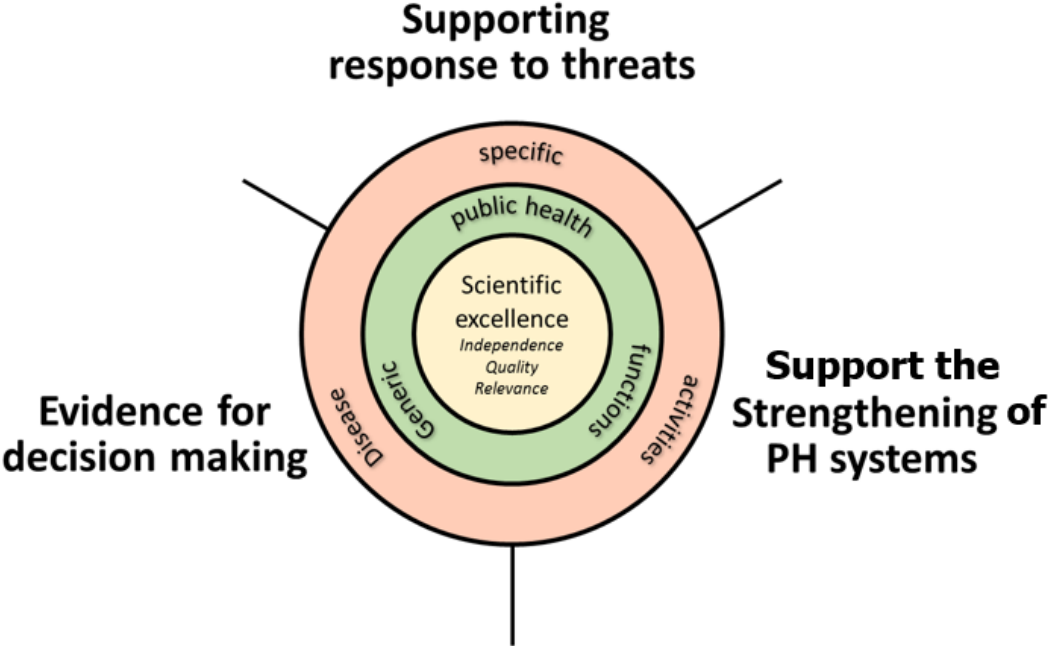 Supporting
response to threats
Disease specific activities
Generic public health functions
Scientific
excellence
Independence
Quality
Relevance
Evidence for
decision making
Support the
Strengthening of
PH systems